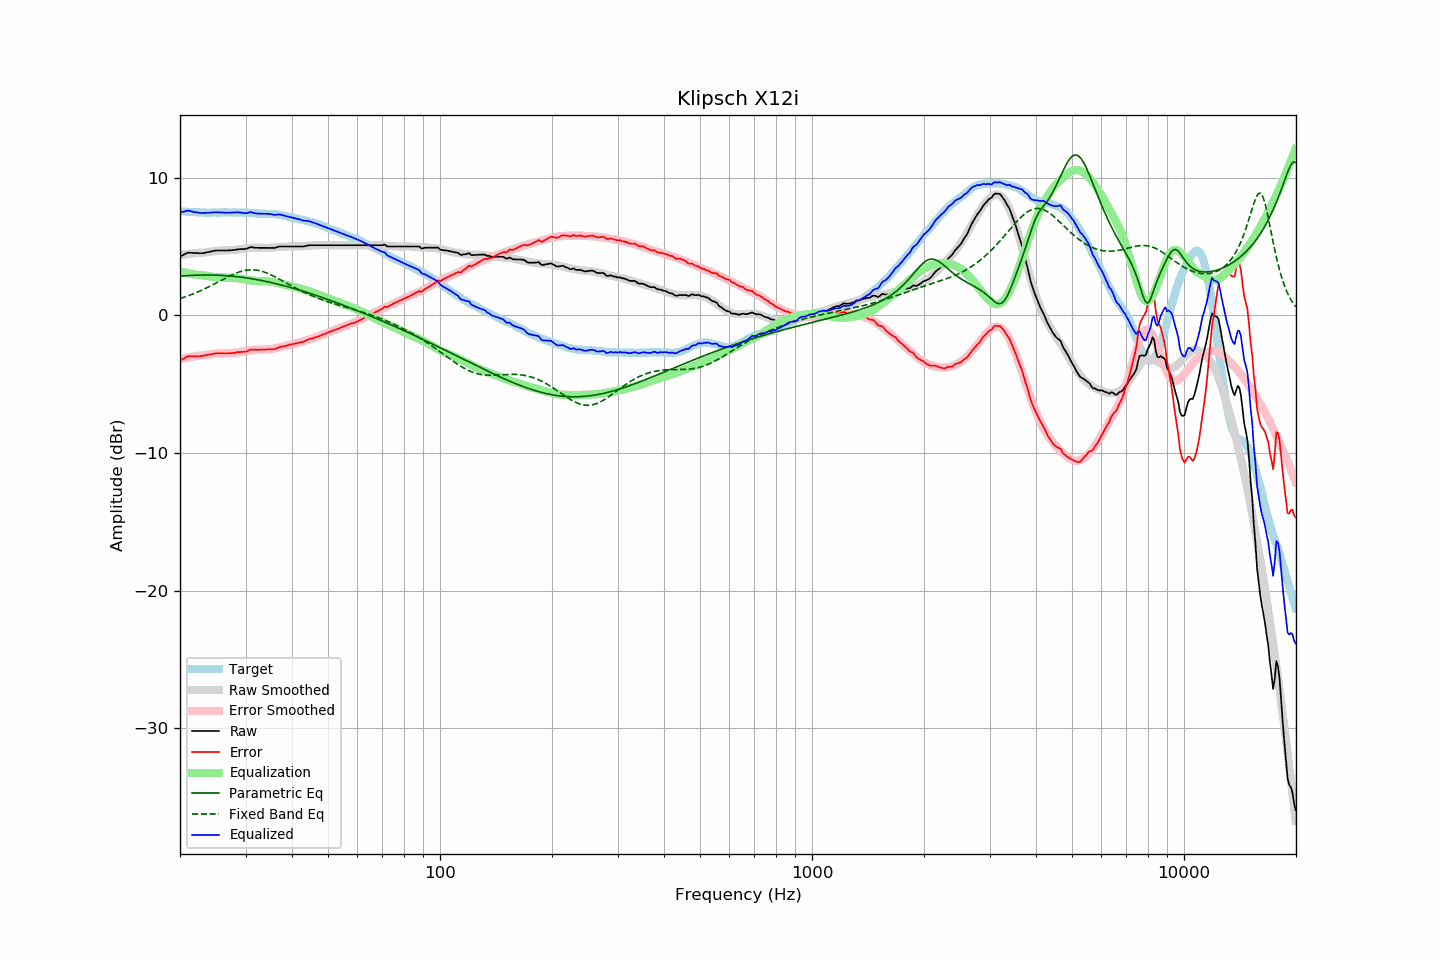 Klipsch X12i
Amplitude (dBr)
10
0
−10
−20
−30
Target
Raw Smoothed
Error Smoothed
Raw
Error
Equalization
Parametric Eq
Fixed Band Eq
Equalized
100
1000
10000
Frequency (Hz)